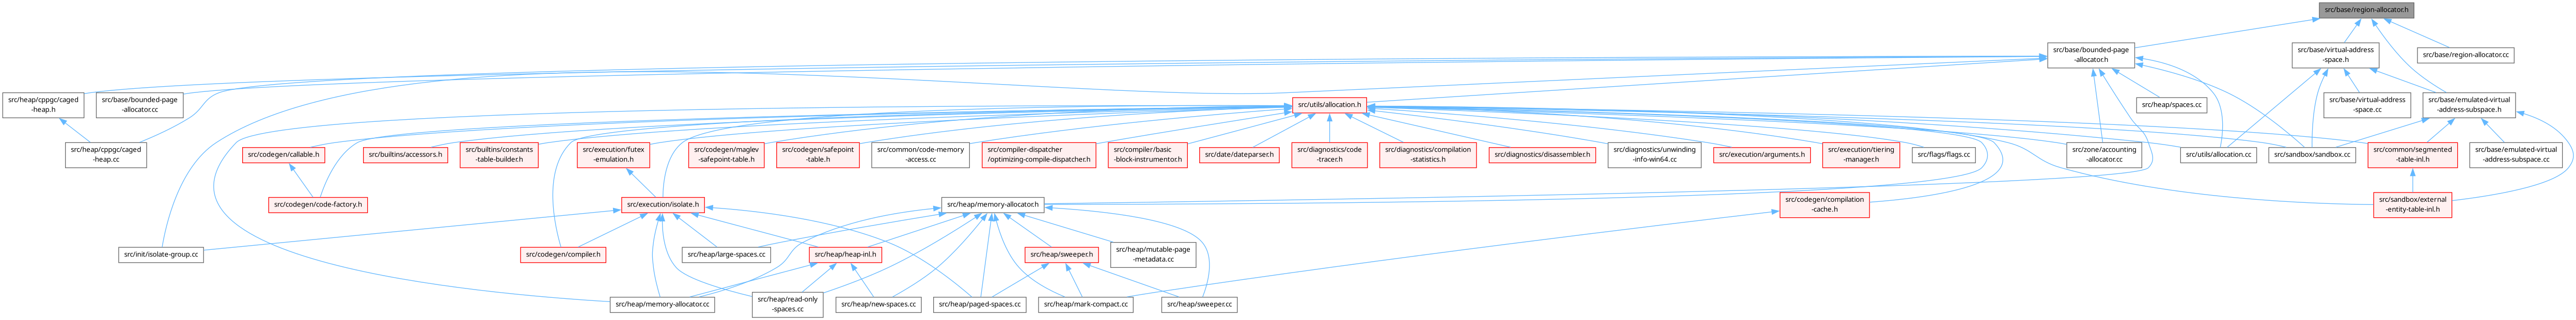 src/base/region-allocator.h
src/base/bounded-page
-allocator.h
src/base/virtual-address
-space.h
src/base/region-allocator.cc
src/heap/cppgc/caged
-heap.h
src/base/bounded-page
-allocator.cc
src/utils/allocation.h
src/heap/spaces.cc
src/base/virtual-address
-space.cc
src/base/emulated-virtual
-address-subspace.h
src/heap/cppgc/caged
-heap.cc
src/codegen/callable.h
src/builtins/accessors.h
src/builtins/constants
-table-builder.h
src/execution/futex
-emulation.h
src/codegen/maglev
-safepoint-table.h
src/codegen/safepoint
-table.h
src/common/code-memory
-access.cc
src/compiler-dispatcher
/optimizing-compile-dispatcher.h
src/compiler/basic
-block-instrumentor.h
src/date/dateparser.h
src/diagnostics/code
-tracer.h
src/diagnostics/compilation
-statistics.h
src/diagnostics/disassembler.h
src/diagnostics/unwinding
-info-win64.cc
src/execution/arguments.h
src/execution/tiering
-manager.h
src/flags/flags.cc
src/zone/accounting
-allocator.cc
src/utils/allocation.cc
src/sandbox/sandbox.cc
src/common/segmented
-table-inl.h
src/base/emulated-virtual
-address-subspace.cc
src/codegen/code-factory.h
src/execution/isolate.h
src/heap/memory-allocator.h
src/codegen/compilation
-cache.h
src/sandbox/external
-entity-table-inl.h
src/init/isolate-group.cc
src/codegen/compiler.h
src/heap/large-spaces.cc
src/heap/heap-inl.h
src/heap/sweeper.h
src/heap/mutable-page
-metadata.cc
src/heap/memory-allocator.cc
src/heap/read-only
-spaces.cc
src/heap/new-spaces.cc
src/heap/paged-spaces.cc
src/heap/mark-compact.cc
src/heap/sweeper.cc